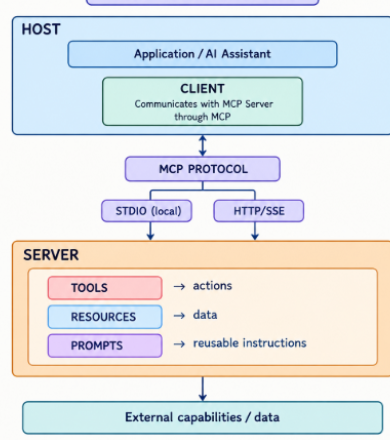 HOST
Application / AI Assistant
CLIENT
Communicates with MCP Server
through MCP
MCP PROTOCOL
STDIO (local)
HTTP/SSE
SERVER
TOOLS → actions
RESOURCES → data
PROMPTS → reusable instructions
External capabilities / data